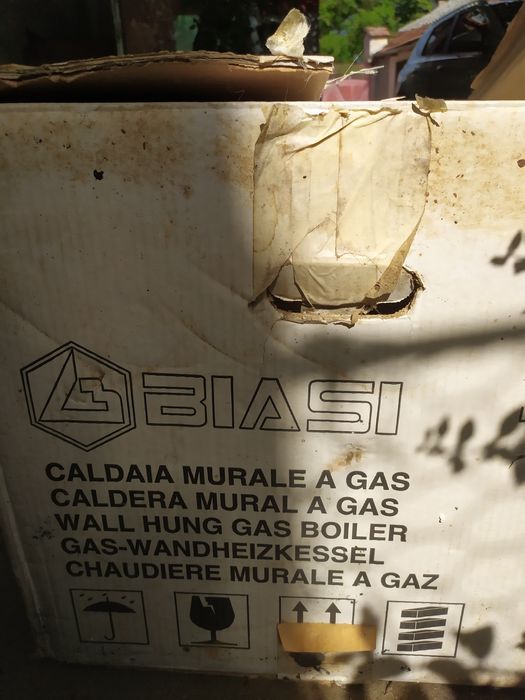 BIASI
CALDAIA MURALE A GAS
CALDERA MURAL A GAS
WALL HUNG GAS BOILER
GAS-WANDHEIZKESSEL
CHAUDIERE MURALE A GAZ